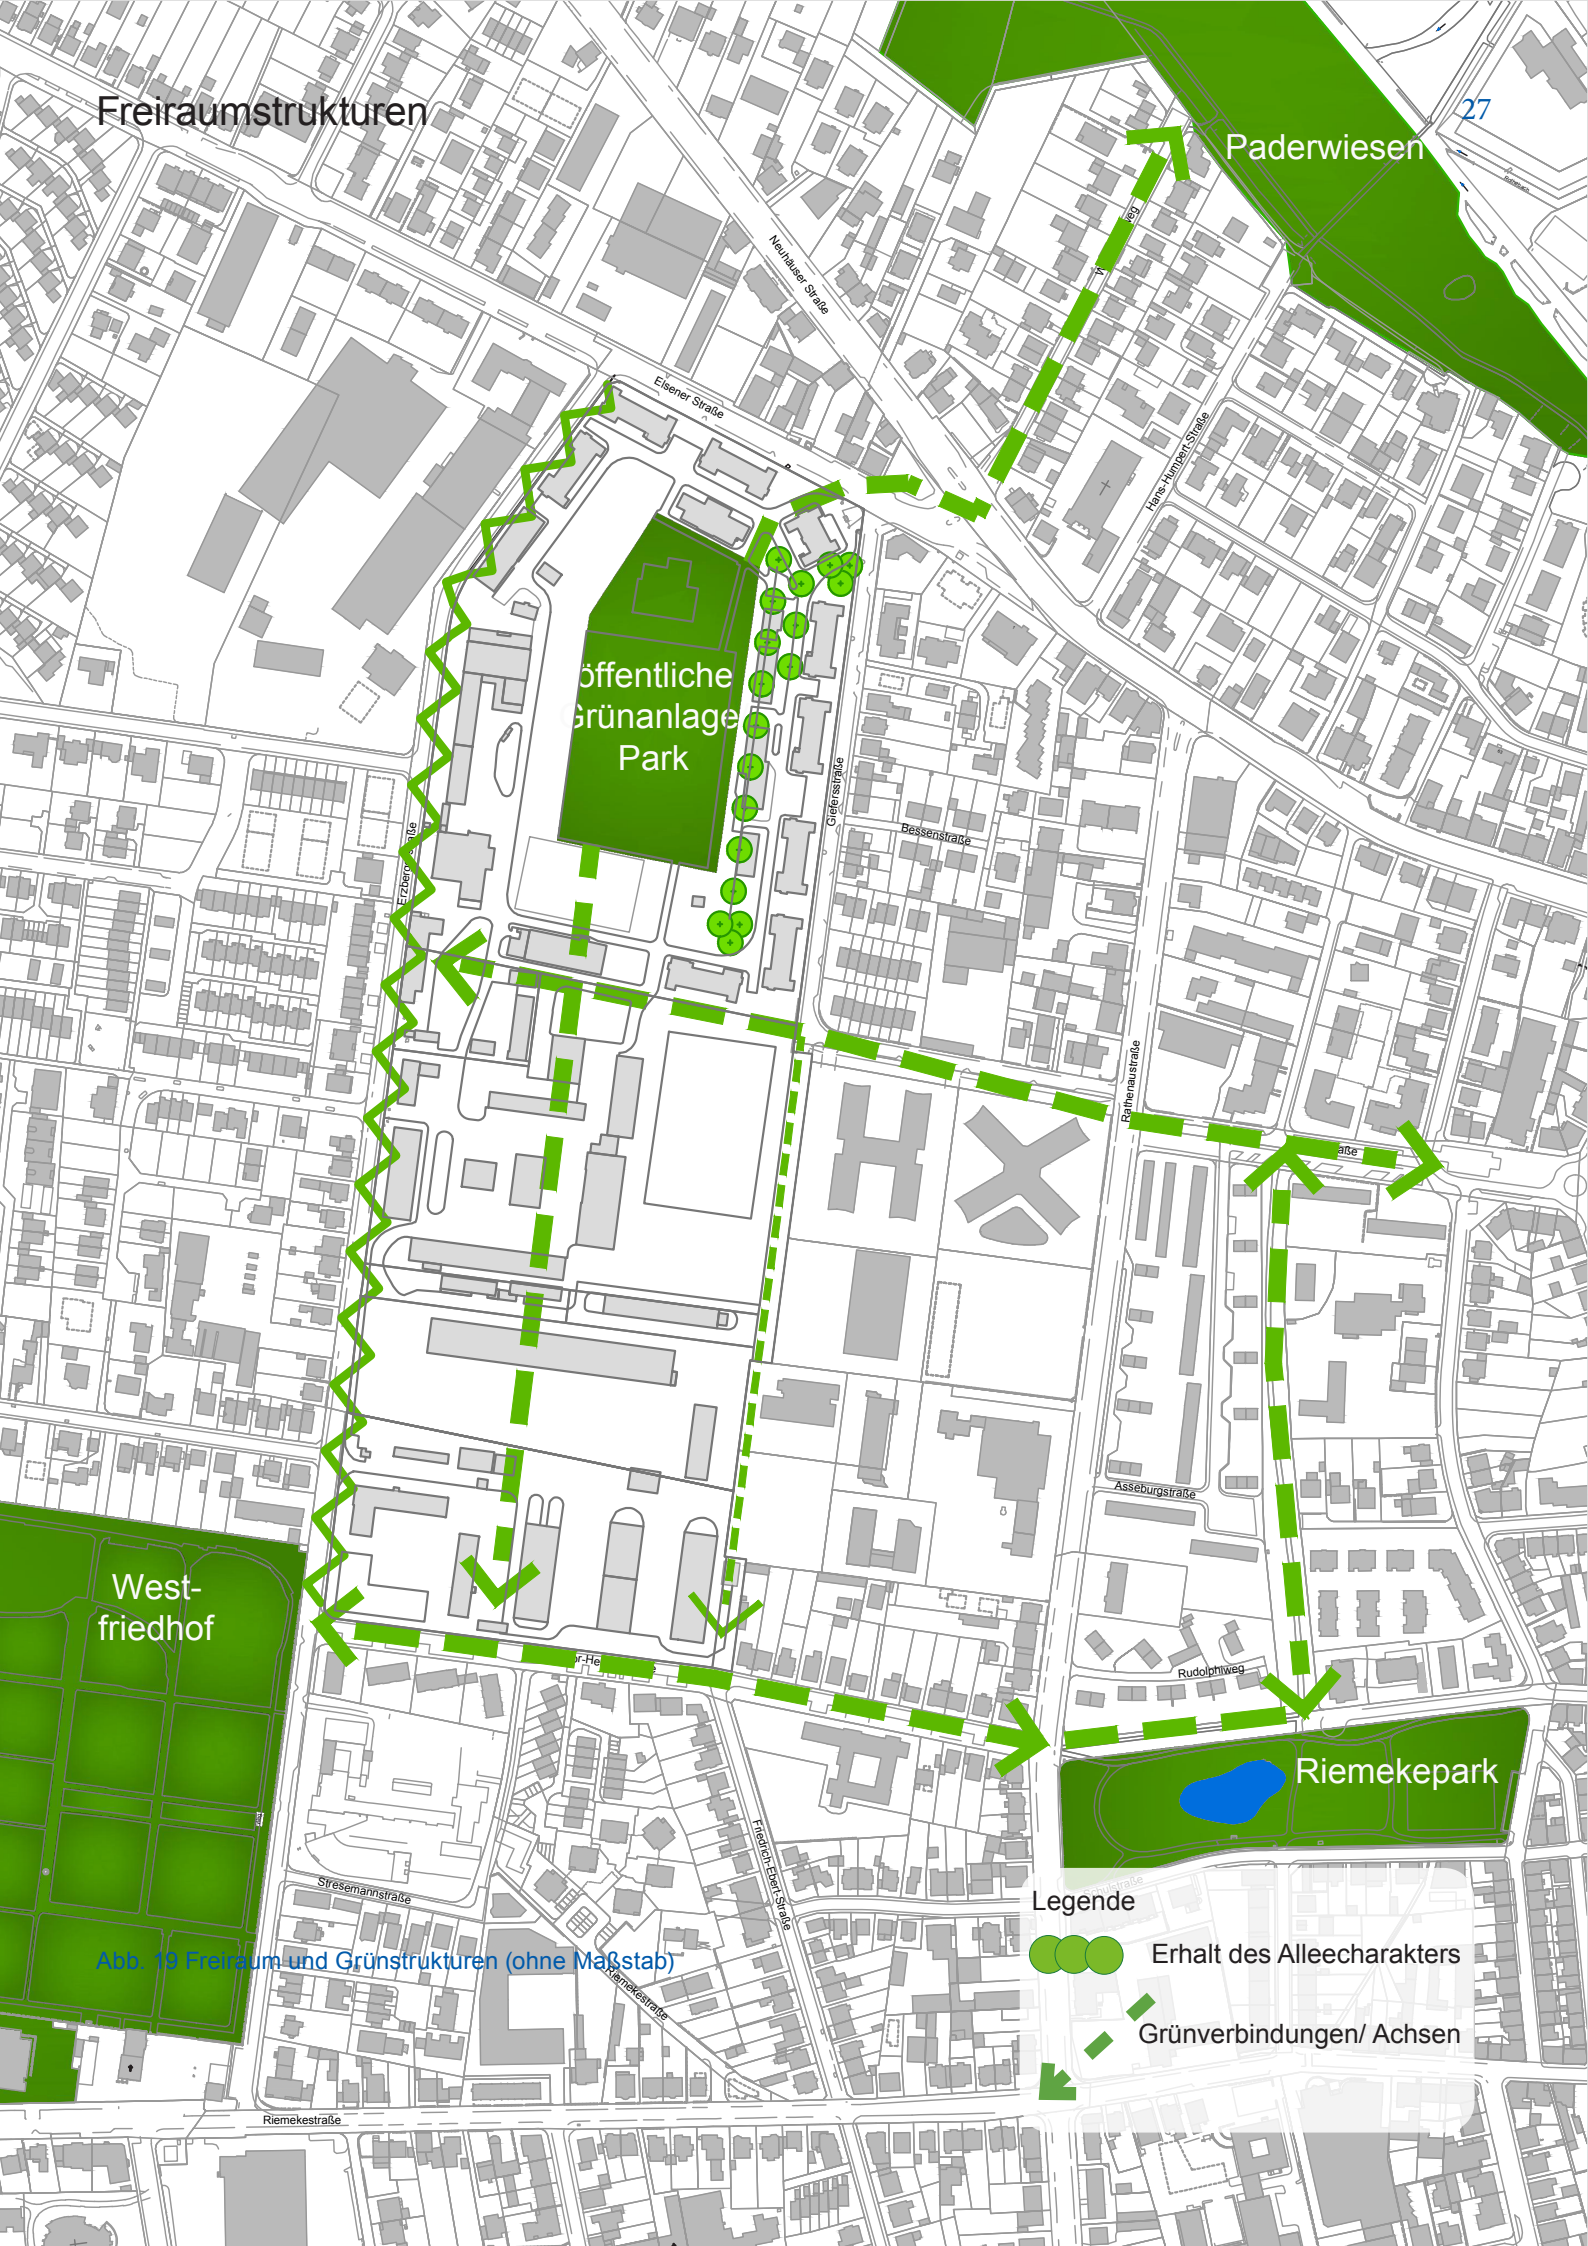 Freiraumstrukturen
27
Paderwiesen
Neuhäuser Straße
Elsener Straße
Hans-Humpert-Straße
öffentliche
Grünanlage
Park
Giefersstraße
Bessenstraße
Rathenaustraße
Asseburgstraße
West-
friedhof
Rudolphiweg
Riemekepark
Friedrich-Ebert-Straße
Stresemannstraße
Legende
Erhalt des Alleecharakters
Abb. 19 Freiraum und Grünstrukturen (ohne Maßstab)
Riemekestraße
Grünverbindungen/ Achsen
Riemekestraße